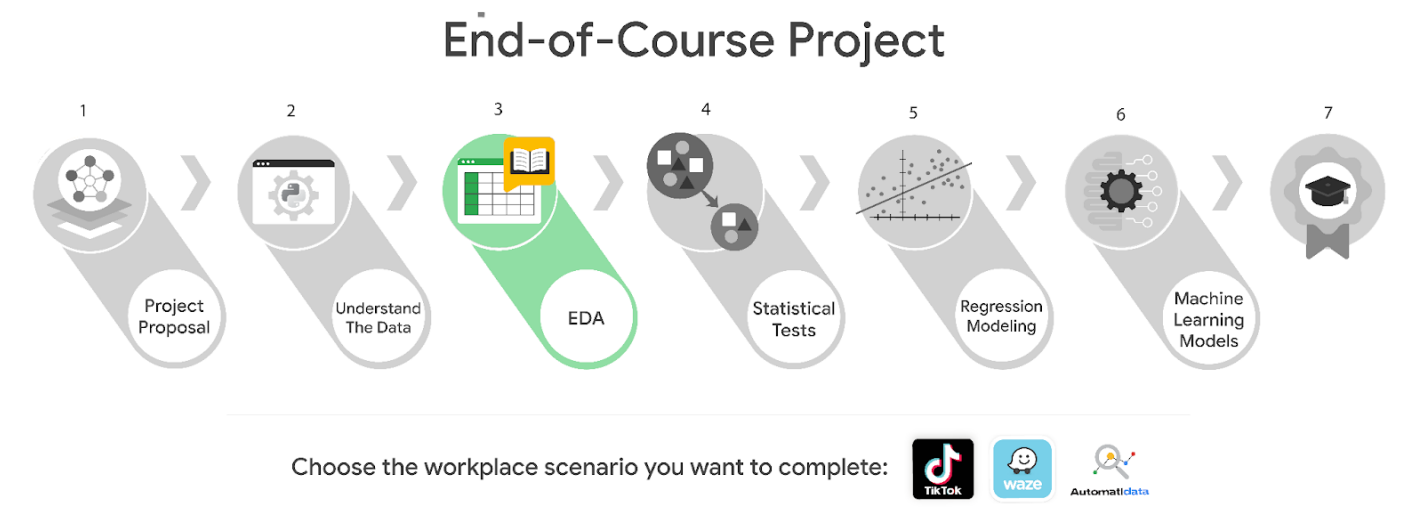 End-of-Course Project
1
2
3
4
5
6
7
Project
Proposal
Understand
The Data
EDA
Statistical
Tests
Regression
Modeling
Machine
Learning
Models
Choose the workplace scenario you want to complete:
TikTok
waze
Automatidata